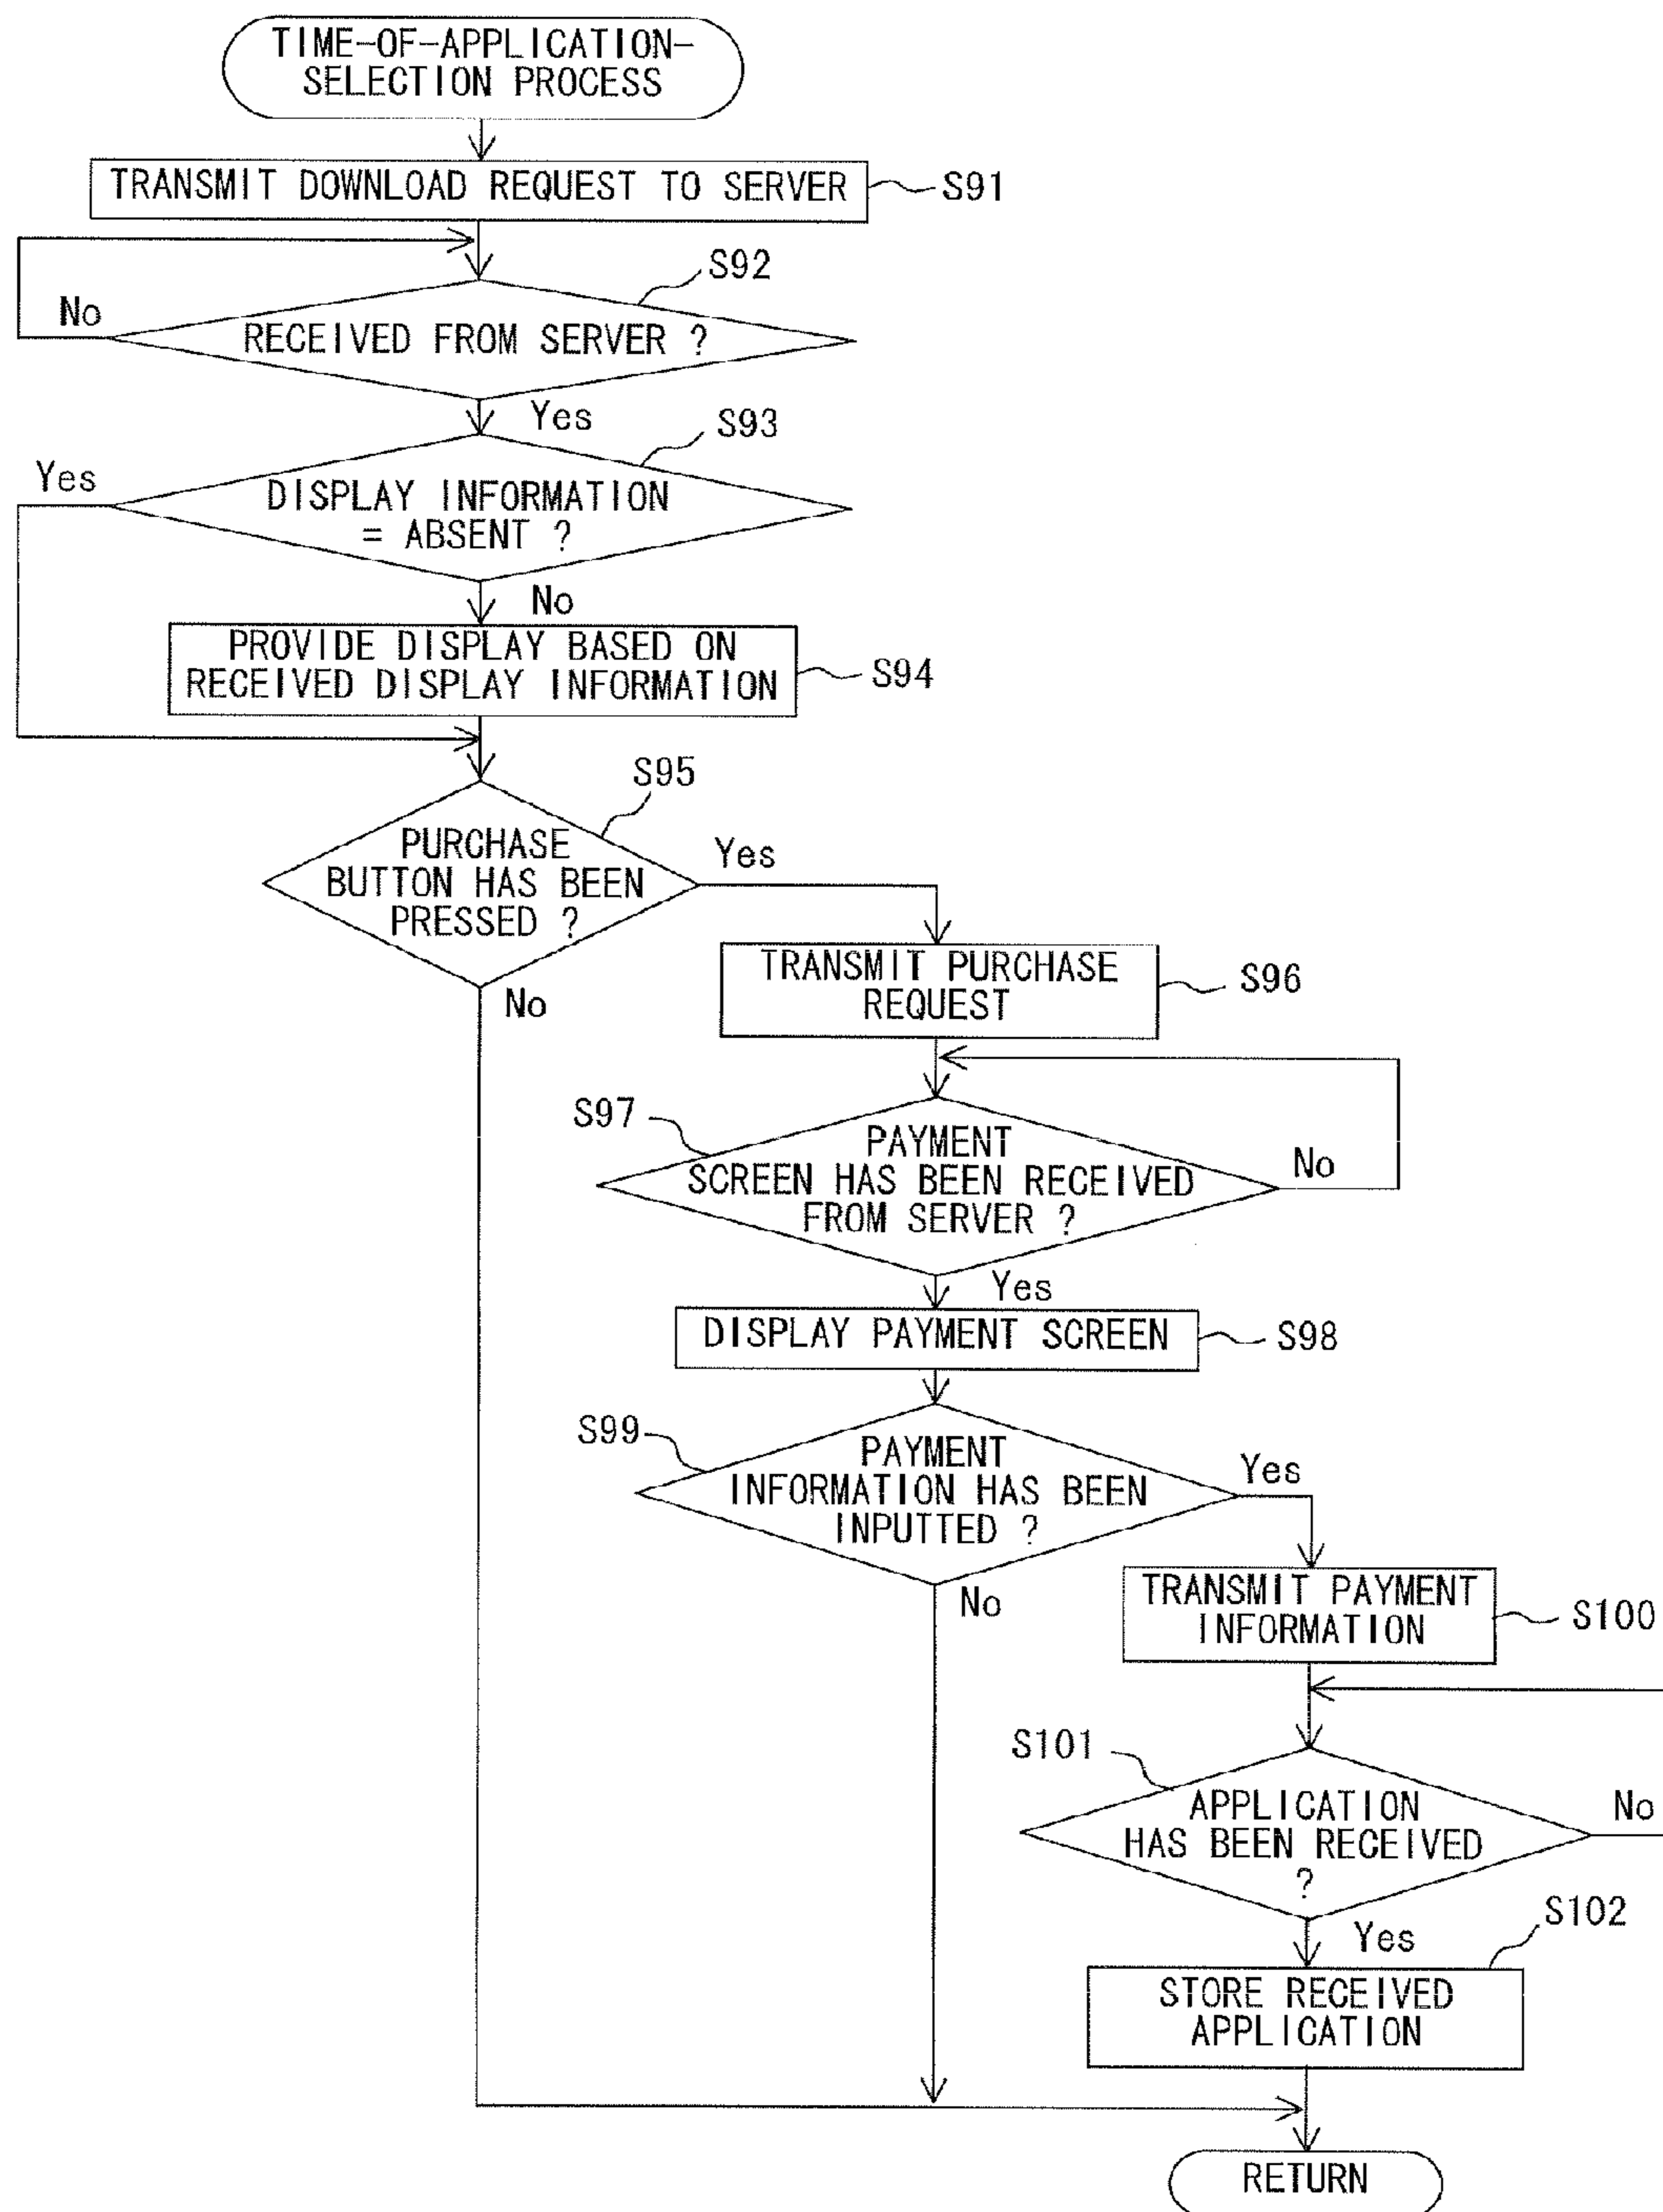 TIME-OF-APPLICATION-
SELECTION PROCESS
TRANSMIT DOWNLOAD REQUEST TO SERVER
S91
S92
No
RECEIVED FROM SERVER ?
Yes
S93
Yes
DISPLAY INFORMATION
= ABSENT ?
No
PROVIDE DISPLAY BASED ON
RECEIVED DISPLAY INFORMATION
S94
S95
PURCHASE
BUTTON HAS BEEN
PRESSED ?
Yes
No
TRANSMIT PURCHASE
REQUEST
S96
S97
PAYMENT
SCREEN HAS BEEN RECEIVED
FROM SERVER ?
No
Yes
DISPLAY PAYMENT SCREEN
S98
S99
PAYMENT
INFORMATION HAS BEEN
INPUTTED ?
Yes
No
TRANSMIT PAYMENT
INFORMATION
S100
S101
APPLICATION
HAS BEEN RECEIVED
?
No
Yes
S102
STORE RECEIVED
APPLICATION
RETURN